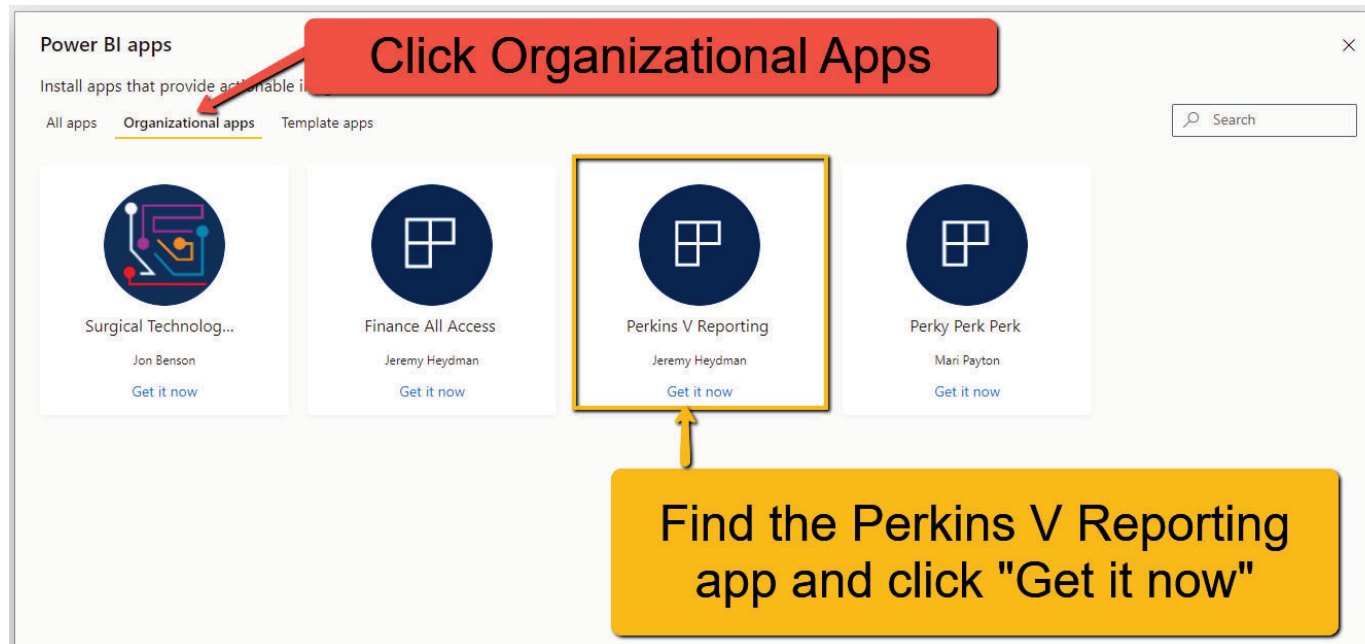 Power BI apps
Click Organizational Apps
Install apps that provide actionable
All apps Organizational apps Template apps
Search
Surgical Technolog...
Jon Benson
Get it now
Finance All Access
Jeremy Heydman
Get it now
Perkins V Reporting
Jeremy Heydman
Get it now
Perky Perk Perk
Mari Payton
Get it now
Find the Perkins V Reporting
app and click "Get it now"